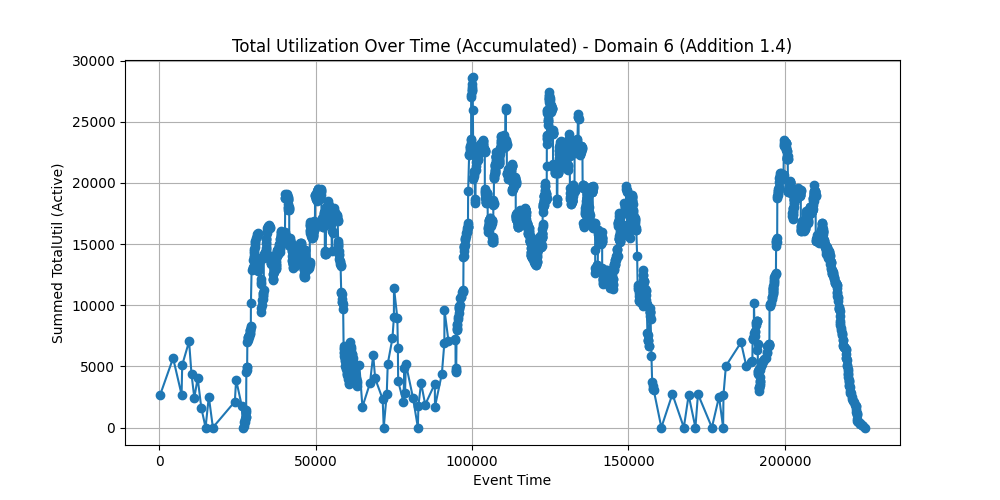 Total Utilization Over Time (Accumulated) - Domain 6 (Addition 1.4)
30000
25000
20000
15000
10000
5000
0
Summed TotalUtil (Active)
0 50000 100000 150000 200000
Event Time